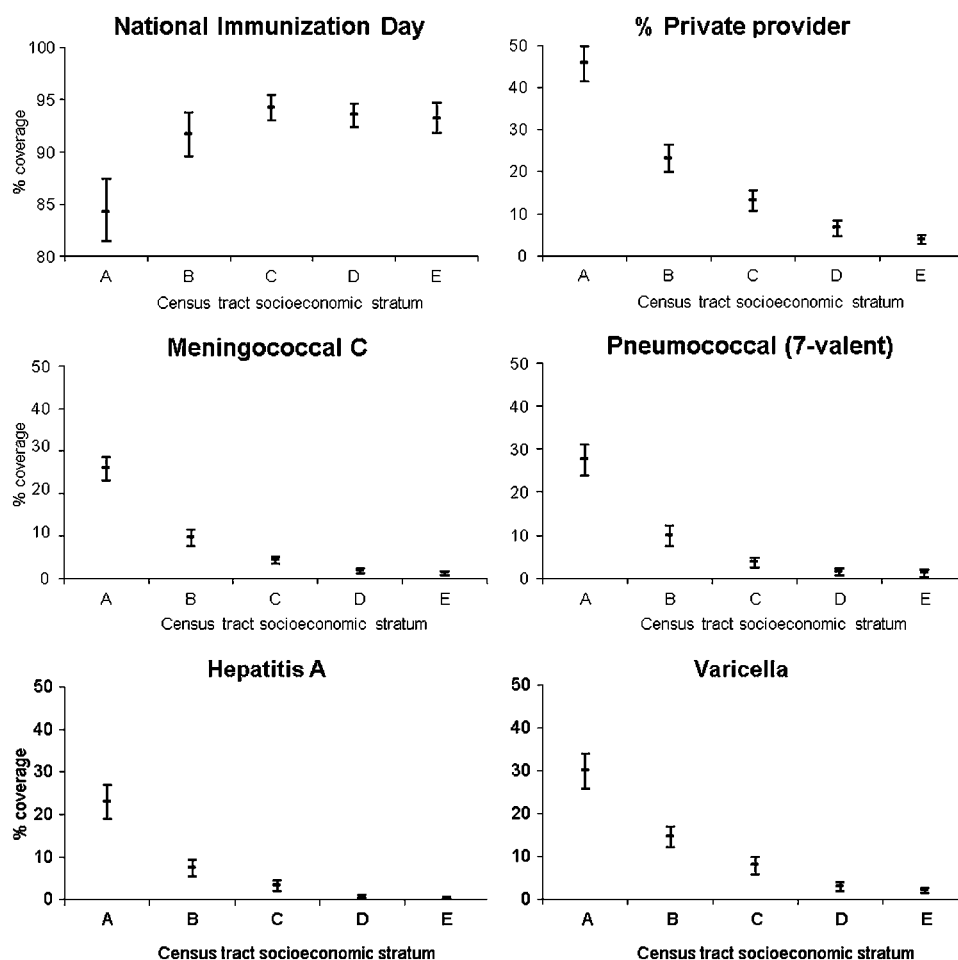 National Immunization Day
100
95
90
85
80
% coverage
A B C D E
Census tract socioeconomic stratum
% Private provider
50
40
30
20
10
0
A B C D E
Census tract socioeconomic stratum
Meningococcal C
50
40
30
20
10
0
% coverage
A B C D E
Census tract socioeconomic stratum
Pneumococcal (7-valent)
50
40
30
20
10
0
A B C D E
Census tract socioeconomic stratum
Hepatitis A
50
40
30
20
10
0
% coverage
A B C D E
Census tract socioeconomic stratum
Varicella
50
40
30
20
10
0
A B C D E
Census tract socioeconomic stratum